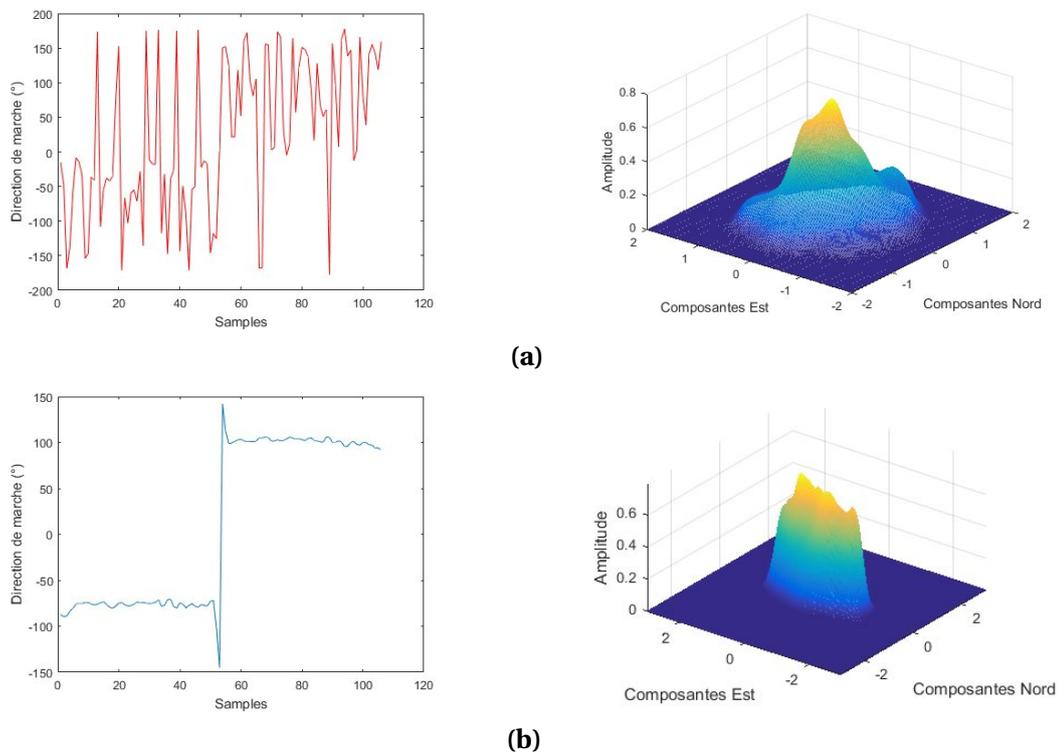 200
150
100
50
0
-50
-100
-150
-200
0 20 40 60 80 100 120
Direction de marche (°)
Samples
0.8
0.6
0.4
0.2
0
Amplitude
2 1 0 -1 -2
Composantes Est
-2 -1 0 1 2
Composantes Nord
(a)
150
100
50
0
-50
-100
-150
0 20 40 60 80 100 120
Direction de marche (°)
Samples
0.6
0.4
0.2
0
Amplitude
2 0 -2
Composantes Est
-2 0 2
Composantes Nord
(b)